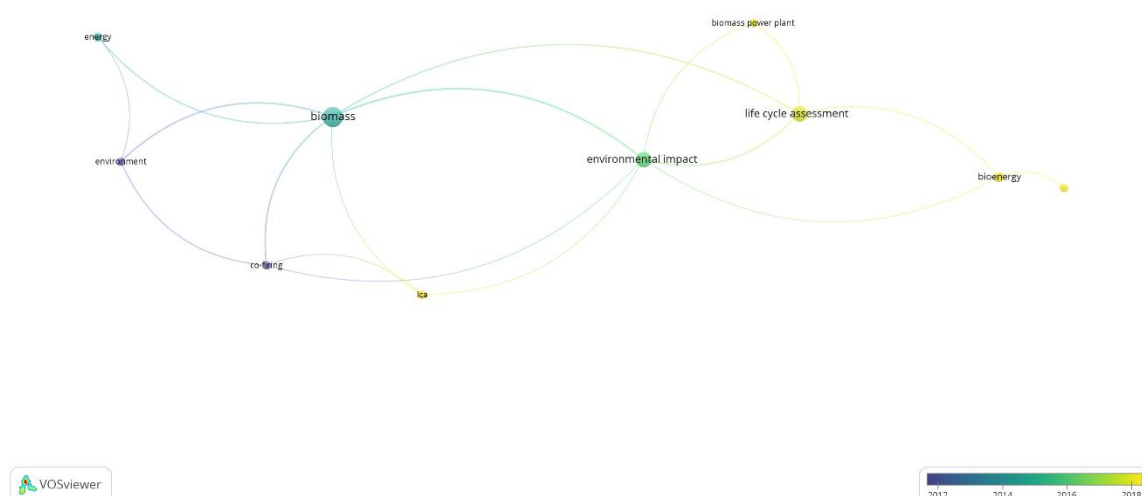 biomass power plant
energy
biomass
life cycle assessment
environment
environmental impact
bioenergy
co-firing
lca
VOSviewer
2012 2014 2016 2018